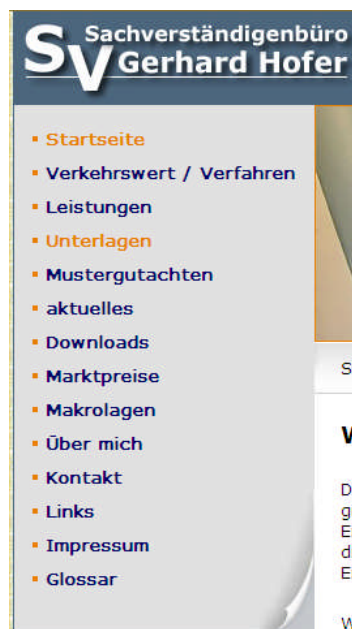 Sachverständigenbüro
SV Gerhard Hofer
Startseite
Verkehrswert / Verfahren
Leistungen
Unterlagen
Mustergutachten
aktuelles
Downloads
Marktpreise
Makrolagen
Über mich
Kontakt
Links
Impressum
Glossar